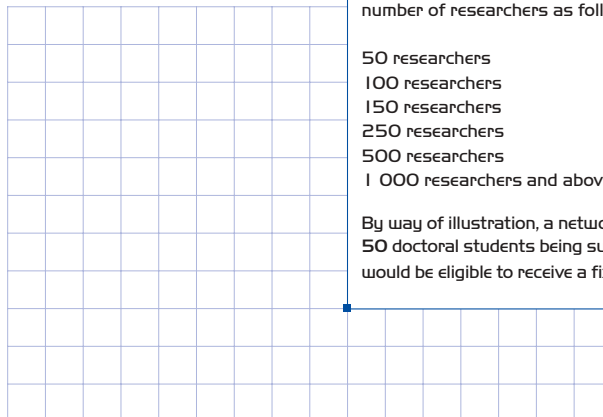 number of researchers as foll
50 researchers
100 researchers
150 researchers
250 researchers
500 researchers
1 000 researchers and abov
By way of illustration, a netwo
50 doctoral students being su
would be eligible to receive a fi